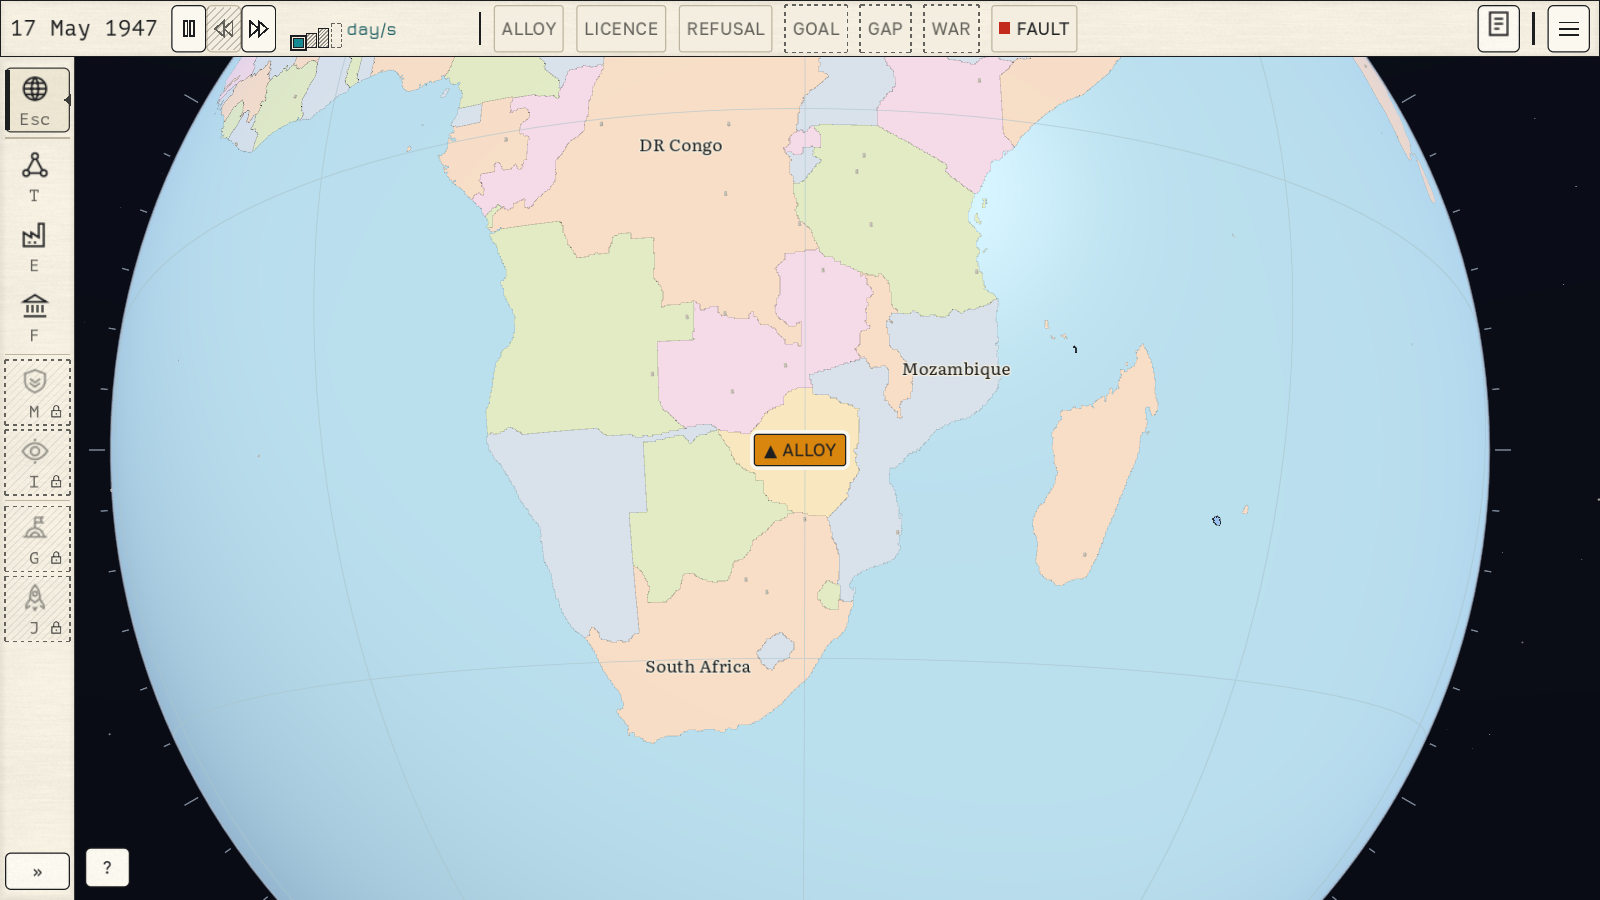 17 May 1947
day/s
ALLOY
LICENCE
REFUSAL
GOAL
GAP
WAR
FAULT
Esc
T
E
F
M
I
G
J
»
?
DR Congo
Mozambique
▲ ALLOY
South Africa